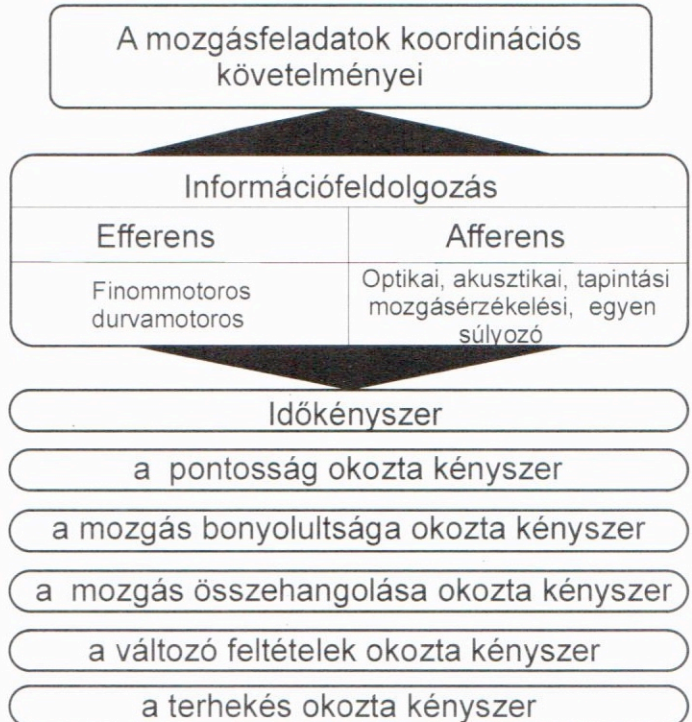 A mozgásfeladatok koordinációs
követelményei
Információfeldolgozás
Efferens
Afferens
Finommotoros
durvamotoros
Optikai, akusztikai, tapintási
mozgásérzékelési, egyen
súlyozó
Időkényszer
a pontosság okozta kényszer
a mozgás bonyolultsága okozta kényszer
a mozgás összehangolása okozta kényszer
a változó feltételek okozta kényszer
a terhekés okozta kényszer